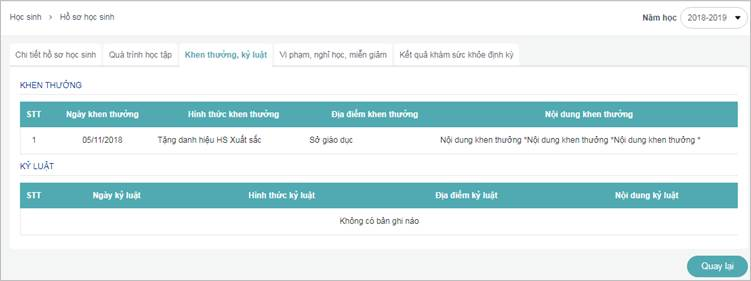 Học sinh > Hồ sơ học sinh
Năm học 2018-2019
Chi tiết hồ sơ học sinh Quá trình học tập Khen thưởng, kỷ luật Vi phạm, nghỉ học, miễn giảm Kết quả khám sức khỏe định kỳ
KHEN THƯỞNG
STT Ngày khen thưởng Hình thức khen thưởng Địa điểm khen thưởng Nội dung khen thưởng
1 05/11/2018 Tặng danh hiệu HS Xuất sắc Sở giáo dục Nội dung khen thưởng *Nội dung khen thưởng *Nội dung khen thưởng *
KỶ LUẬT
STT Ngày kỷ luật Hình thức kỷ luật Địa điểm kỷ luật Nội dung kỷ luật
Không có bản ghi nào
Quay lại